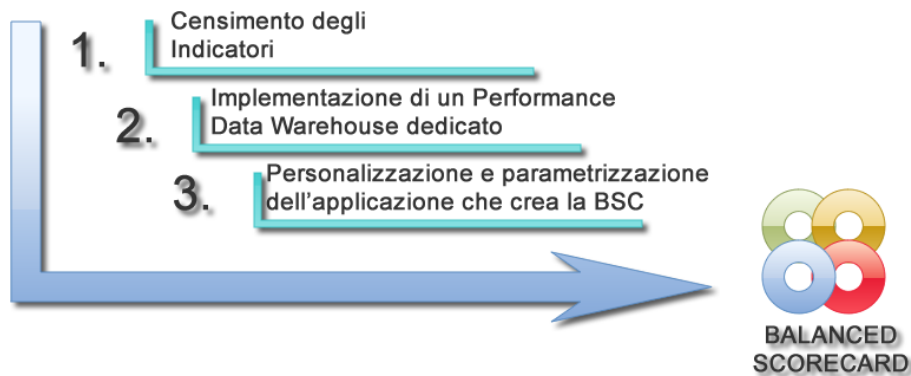 1.
Censimento degli
Indicatori
2.
Implementazione di un Performance
Data Warehouse dedicato
3.
Personalizzazione e parametrizzazione
dell'applicazione che crea la BSC
BALANCED
SCORECARD